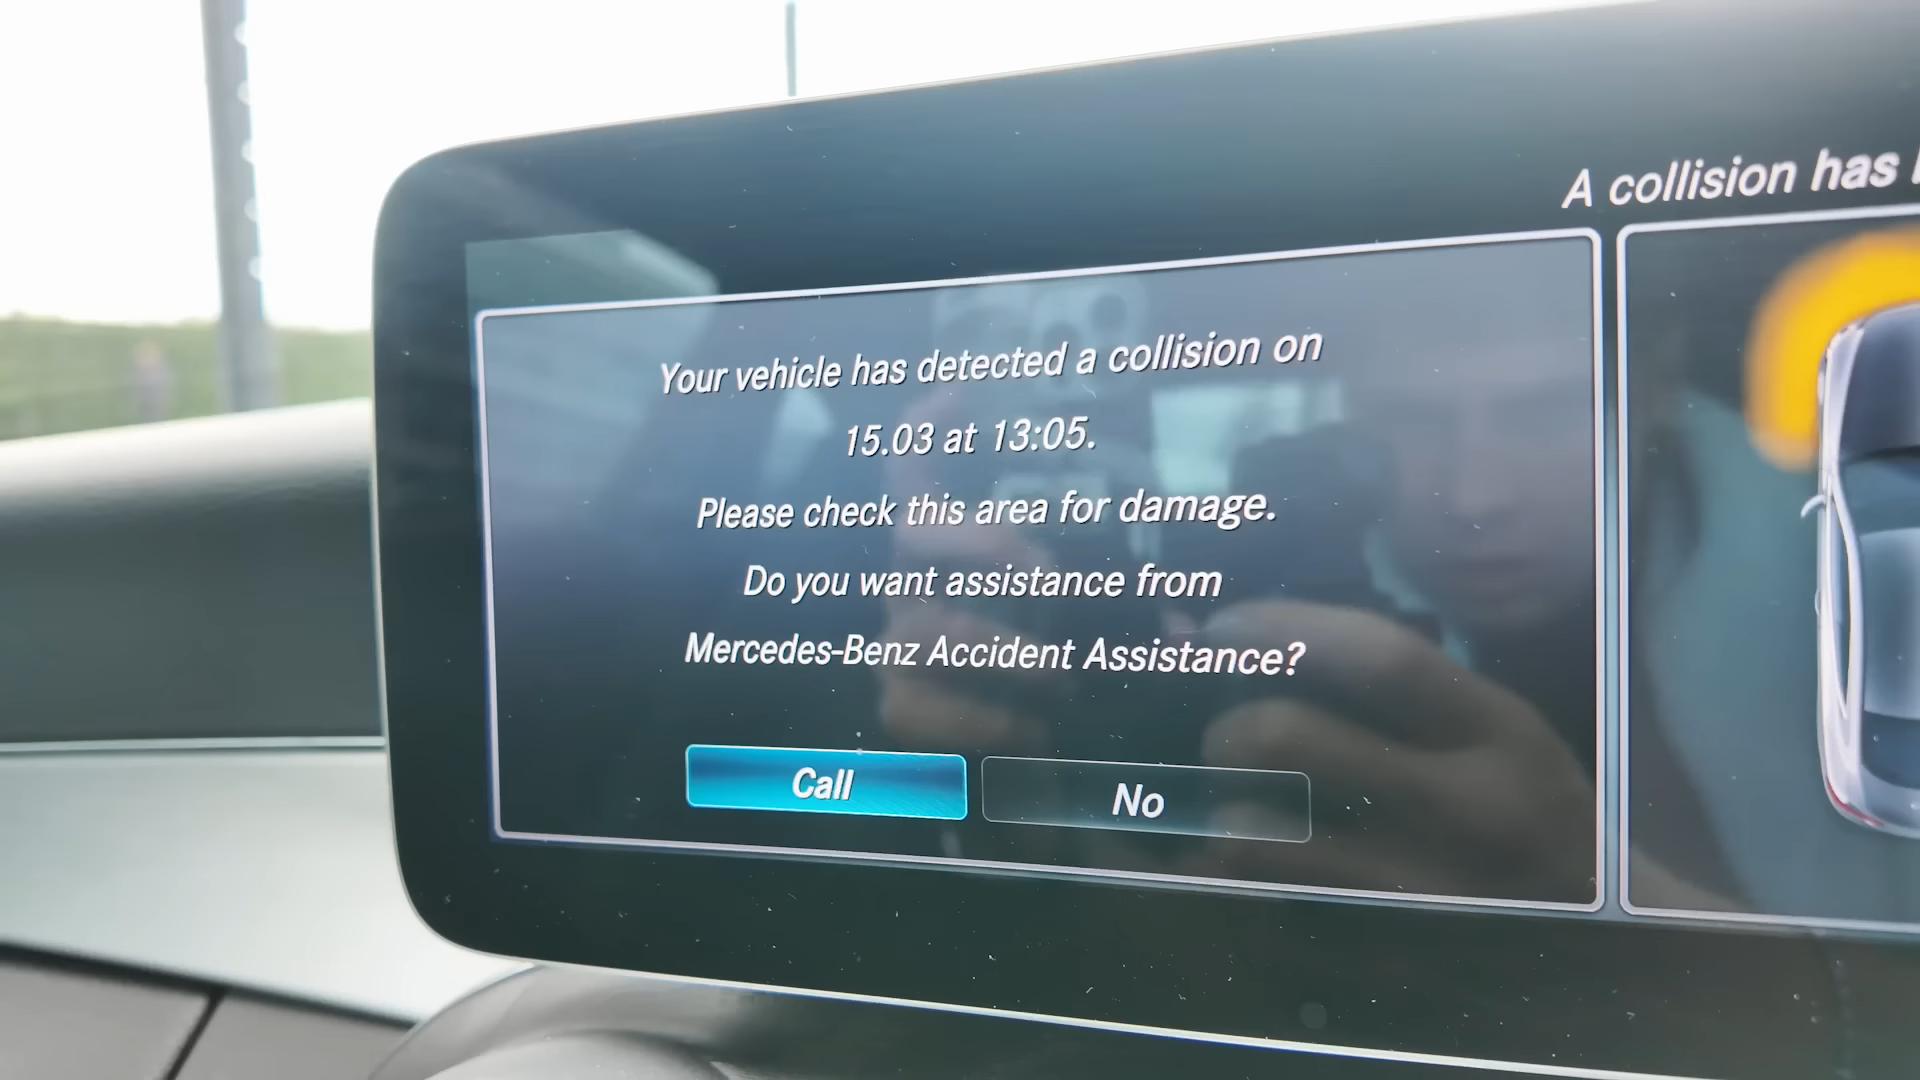 A collision has
Your vehicle has detected a collision on
15.03 at 13:05.
Please check this area for damage.
Do you want assistance from
Mercedes-Benz Accident Assistance?
Call
No